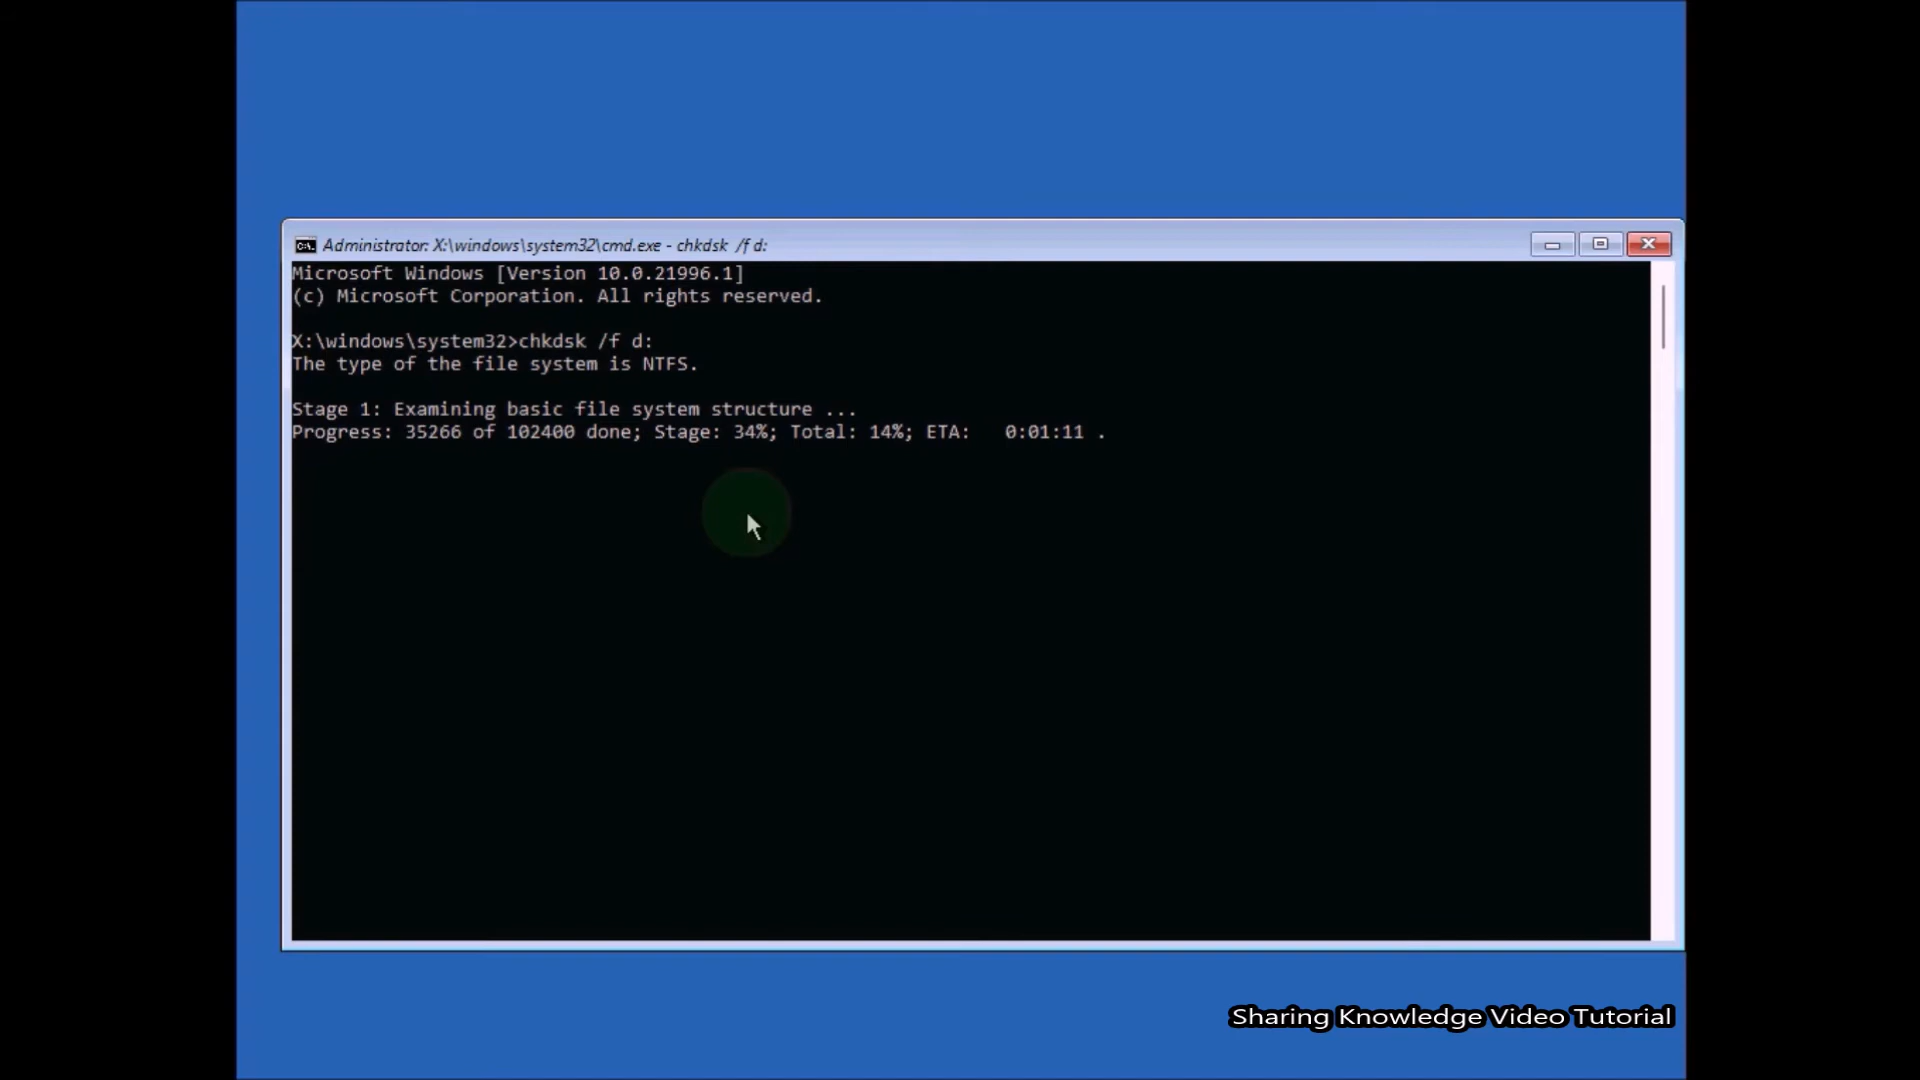 Administrator: X:\windows\system32\cmd.exe - chkdsk /f d:
Microsoft Windows [Version 10.0.21996.1]
(c) Microsoft Corporation. All rights reserved.
X:\windows\system32>chkdsk /f d:
The type of the file system is NTFS.
Stage 1: Examining basic file system structure ...
Progress: 35266 of 102400 done; Stage: 34%; Total: 14%; ETA:   0:01:11 .
Sharing Knowledge Video Tutorial